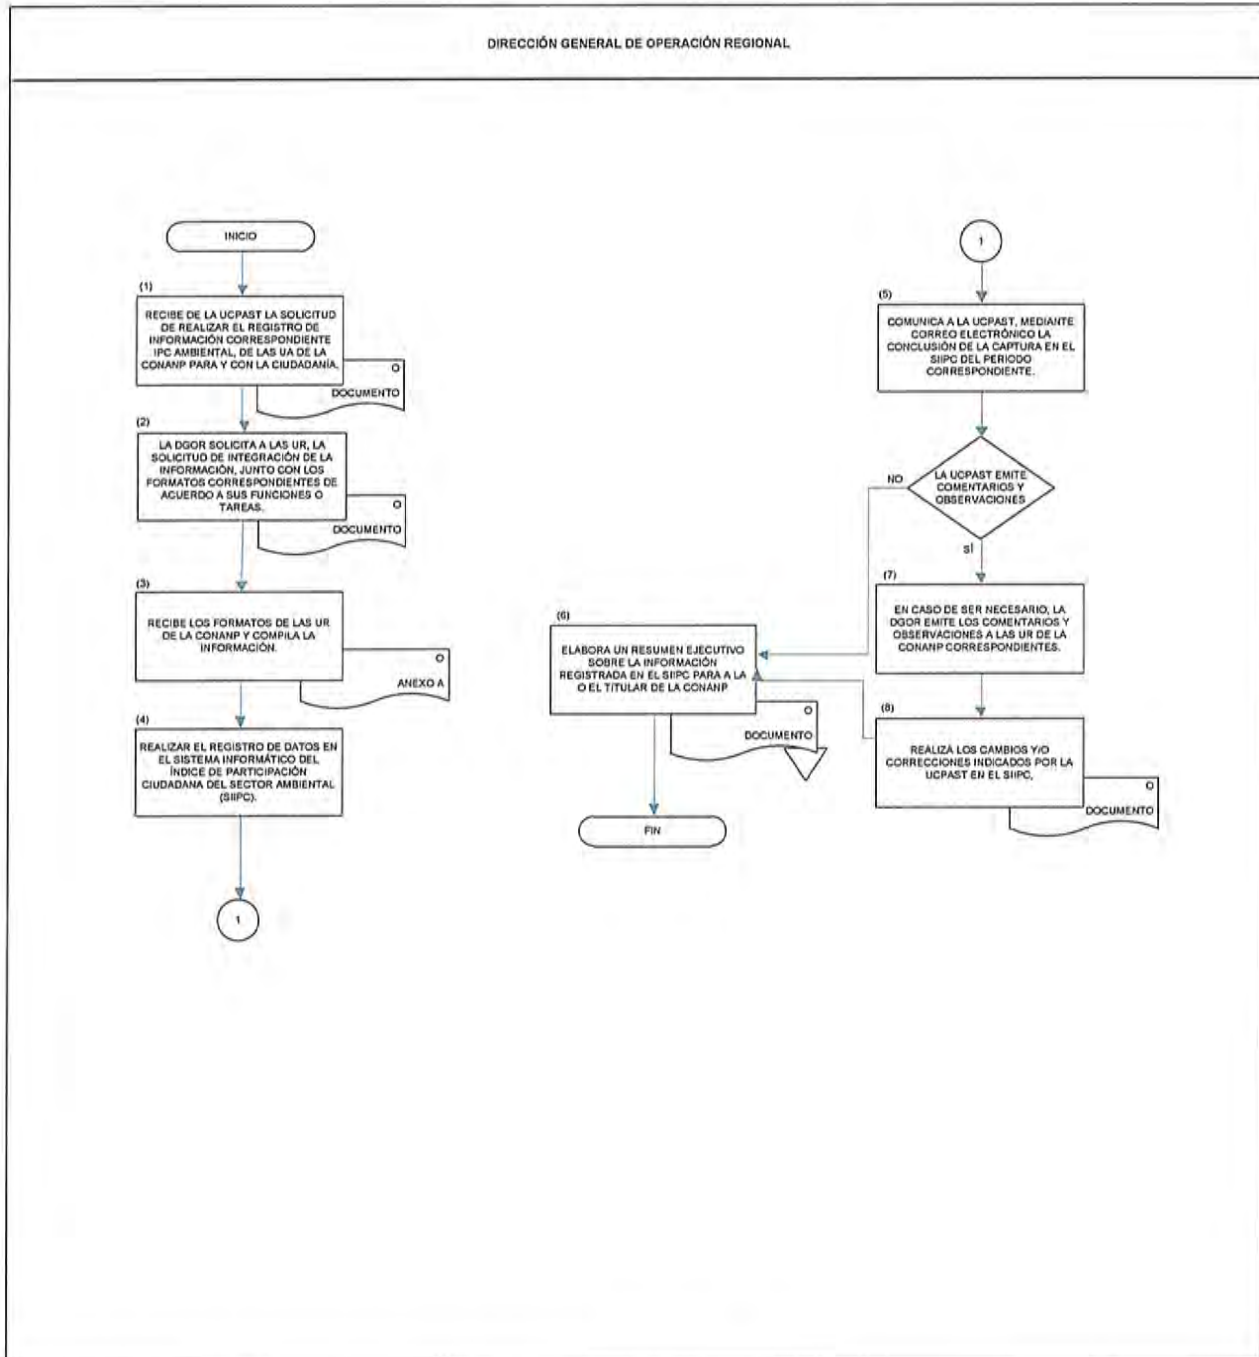 DIRECCIÓN GENERAL DE OPERACIÓN REGIONAL
INICIO
(1)
RECIBE DE LA UCPAST LA SOLICITUD
DE REALIZAR EL REGISTRO DE
INFORMACIÓN CORRESPONDIENTE
IPC AMBIENTAL, DE LAS UA DE LA
CONANP PARA Y CON LA CIUDADANÍA.
O
DOCUMENTO
(2)
LA DGOR SOLICITA A LAS UR, LA
SOLICITUD DE INTEGRACIÓN DE LA
INFORMACIÓN, JUNTO CON LOS
FORMATOS CORRESPONDIENTES DE
ACUERDO A SUS FUNCIONES O
TAREAS.
O
DOCUMENTO
(3)
RECIBE LOS FORMATOS DE LAS UR
DE LA CONANP Y COMPILA LA
INFORMACIÓN.
O
ANEXO A
(4)
REALIZAR EL REGISTRO DE DATOS EN
EL SISTEMA INFORMÁTICO DEL
ÍNDICE DE PARTICIPACIÓN
CIUDADANA DEL SECTOR AMBIENTAL
(SIIPC).
1
1
(5)
COMUNICA A LA UCPAST, MEDIANTE
CORREO ELECTRÓNICO LA
CONCLUSIÓN DE LA CAPTURA EN EL
SIIPC DEL PERIODO
CORRESPONDIENTE.
LA UCPAST EMITE
COMENTARIOS Y
OBSERVACIONES
NO
SÍ
(7)
EN CASO DE SER NECESARIO, LA
DGOR EMITE LOS COMENTARIOS Y
OBSERVACIONES A LAS UR DE LA
CONANP CORRESPONDIENTES.
(8)
REALIZA LOS CAMBIOS Y/O
CORRECCIONES INDICADOS POR LA
UCPAST EN EL SIIPC,
O
DOCUMENTO
(6)
ELABORA UN RESUMEN EJECUTIVO
SOBRE LA INFORMACIÓN
REGISTRADA EN EL SIIPC PARA A LA
O EL TITULAR DE LA CONANP
O
DOCUMENTO
FIN